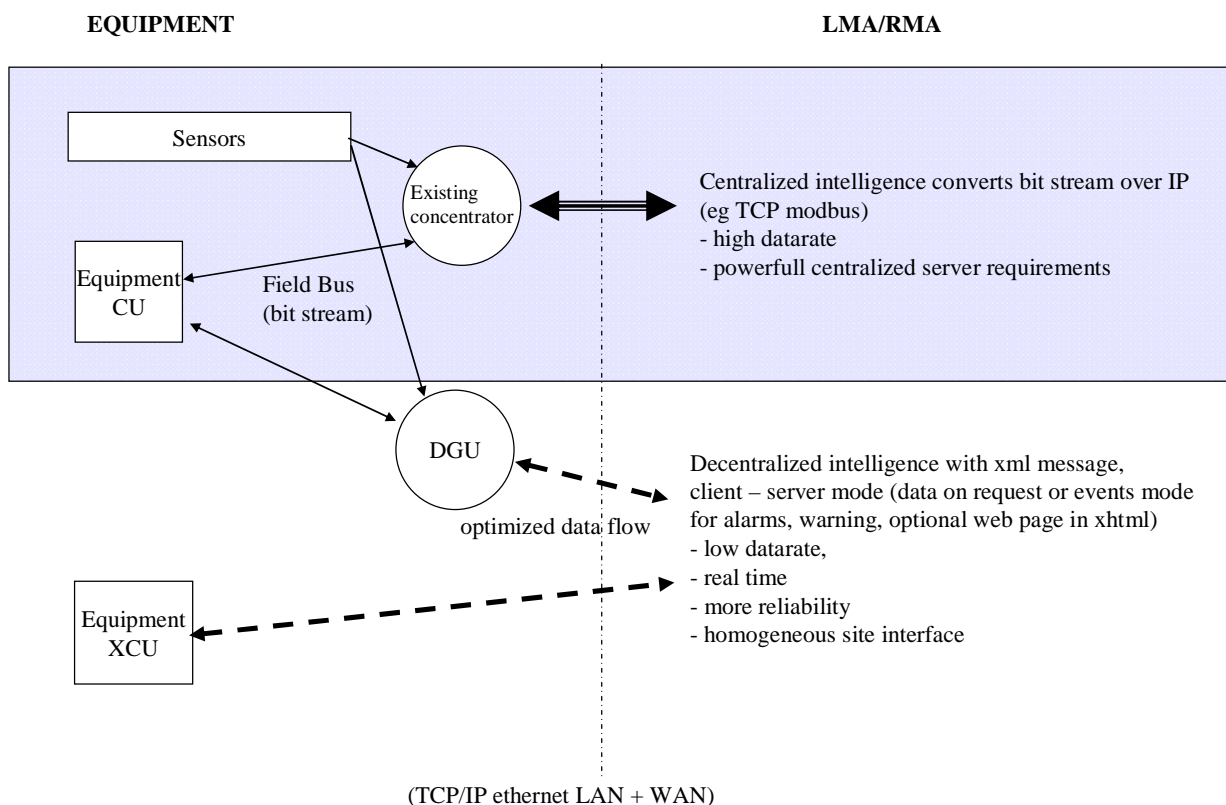 EQUIPMENT
LMA/RMA
Sensors
Existing
concentrator
Centralized intelligence converts bit stream over IP
(eg TCP modbus)
- high datarate
- powerfull centralized server requirements
Equipment
CU
Field Bus
(bit stream)
DGU
optimized data flow
Decentralized intelligence with xml message,
client – server mode (data on request or events mode
for alarms, warning, optional web page in xhtml)
- low datarate,
- real time
- more reliability
- homogeneous site interface
Equipment
XCU
(TCP/IP ethernet LAN + WAN)